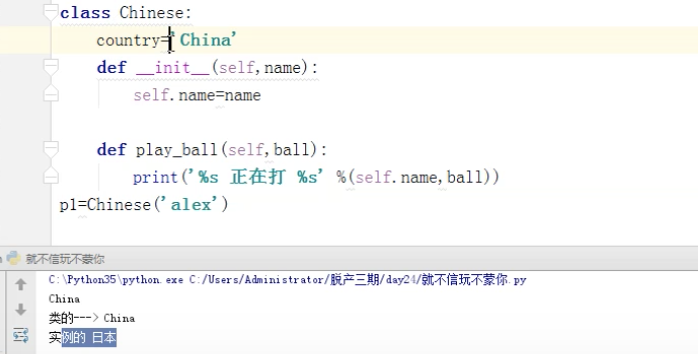 class Chinese:
country='China'
def __init__(self,name):
self.name=name
def play_ball(self,ball):
print('%s 正在打 %s' %(self.name,ball))
p1=Chinese('alex')
就不信玩不蒙你
C:\Python35\python.exe C:/Users/Administrator/脱产三期/day24/就不信玩不蒙你.py
China
类的---> China
实例的 日本